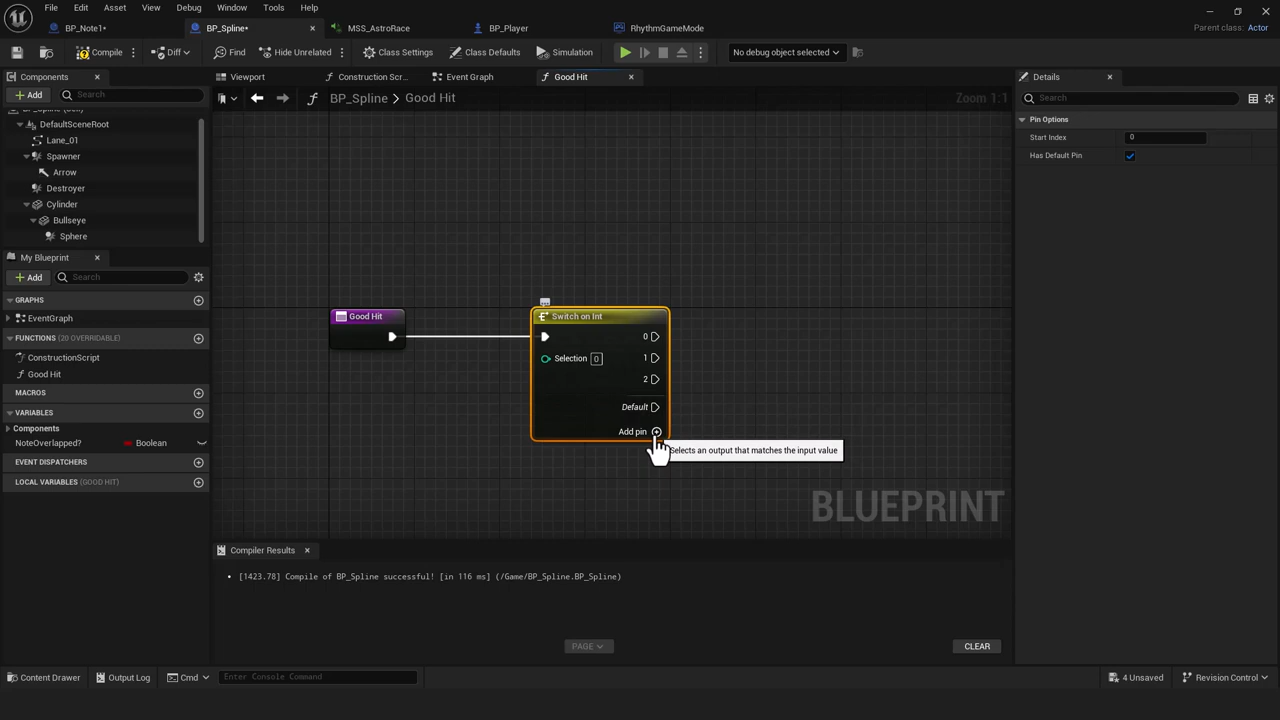 File Edit Asset View Debug Window Tools Help
BP_Note1* BP_Spline* MSS_AstroRace BP_Player RhythmGameMode Parent class: Actor
Compile Diff Find Hide Unrelated Class Settings Class Defaults Simulation No debug object selected
Components Viewport Construction Scr... Event Graph Good Hit Details
Add Search BP_Spline > Good Hit Zoom 1:1 Search
DefaultSceneRoot
Lane_01
Spawner
Arrow
Destroyer
Cylinder
Bullseye
Sphere
Pin Options
Start Index 0
Has Default Pin
My Blueprint
Add Search
GRAPHS
EventGraph
FUNCTIONS (20 OVERRIDABLE)
ConstructionScript
Good Hit
MACROS
VARIABLES
Components
NoteOverlapped? Boolean
EVENT DISPATCHERS
LOCAL VARIABLES (GOOD HIT)
Good Hit
Switch on Int
0
Selection 0 1
2
Default
Add pin
Selects an output that matches the input value
BLUEPRINT
Compiler Results
[1423.78] Compile of BP_Spline successful! [in 116 ms] (/Game/BP_Spline.BP_Spline)
PAGE CLEAR
Content Drawer Output Log Cmd Enter Console Command 4 Unsaved Revision Control